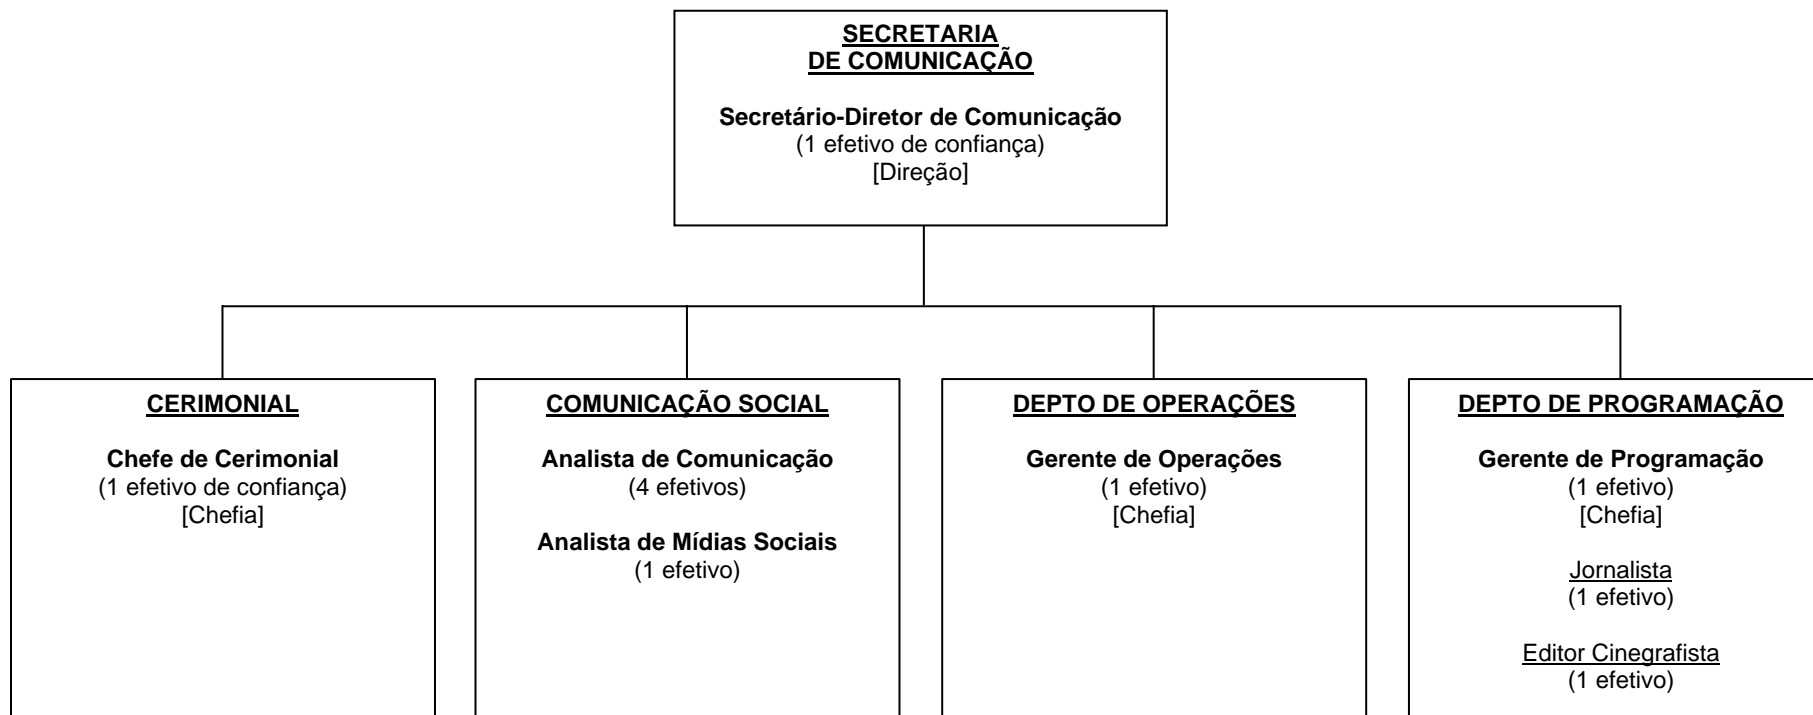 SECRETARIA
DE COMUNICAÇÃO
Secretário-Diretor de Comunicação
(1 efetivo de confiança)
[Direção]
CERIMONIAL
Chefe de Cerimonial
(1 efetivo de confiança)
[Chefia]
COMUNICAÇÃO SOCIAL
Analista de Comunicação
(4 efetivos)
Analista de Mídias Sociais
(1 efetivo)
DEPTO DE OPERAÇÕES
Gerente de Operações
(1 efetivo)
[Chefia]
DEPTO DE PROGRAMAÇÃO
Gerente de Programação
(1 efetivo)
[Chefia]
Jornalista
(1 efetivo)
Editor Cinegrafista
(1 efetivo)